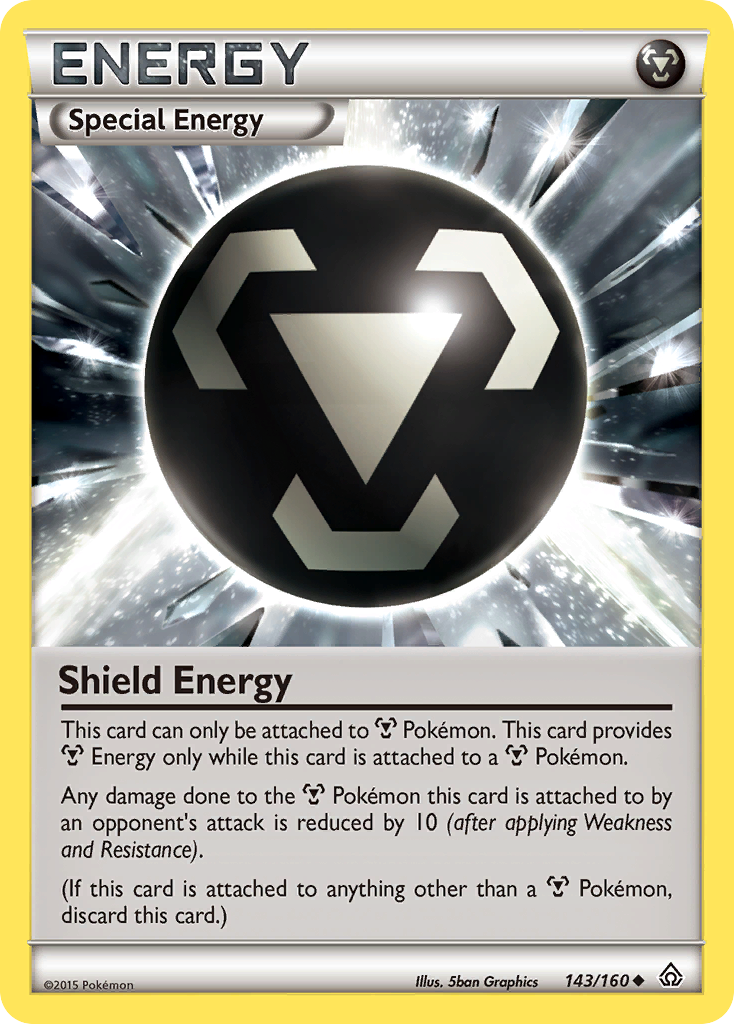 ENERGY
Special Energy
Shield Energy
This card can only be attached to Pokémon. This card provides
Energy only while this card is attached to a Pokémon.
Any damage done to the Pokémon this card is attached to by
an opponent's attack is reduced by 10 (after applying Weakness
and Resistance).
(If this card is attached to anything other than a Pokémon,
discard this card.)
©2015 Pokémon
Illus. 5ban Graphics 143/160